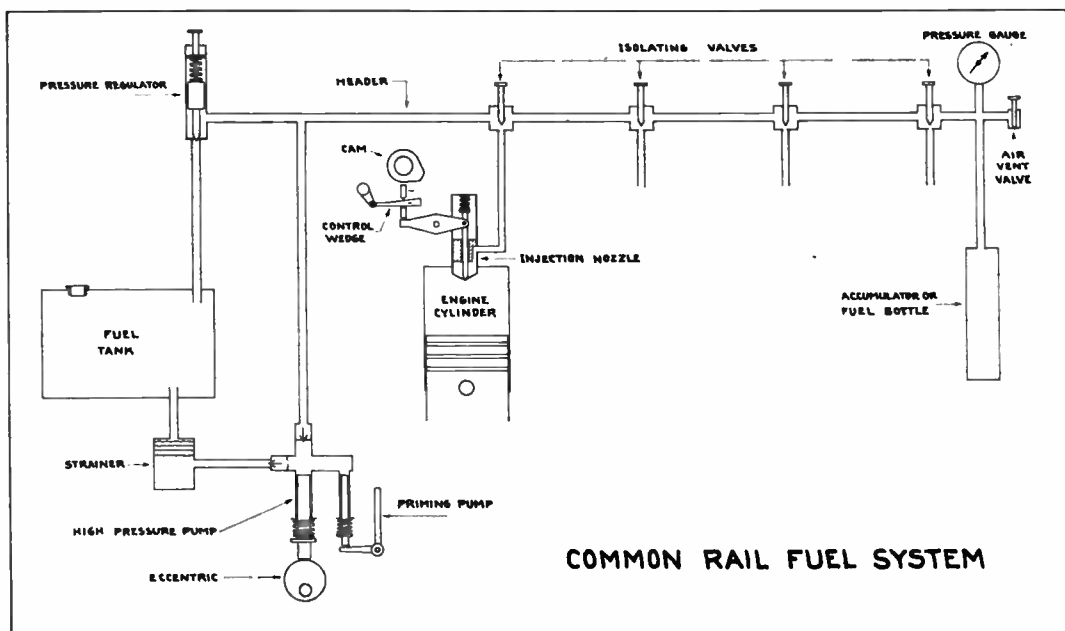 PRESSURE GAUGE
ISOLATING VALVES
PRESSURE REGULATOR
HEADER
CAM
AIR
VENT
VALVE
CONTROL
WEDGE
INJECTION NOZZLE
ENGINE
CYLINDER
ACCUMULATOR OR
FUEL BOTTLE
FUEL
TANK
STRAINER
PRIMING PUMP
HIGH PRESSURE PUMP
COMMON RAIL FUEL SYSTEM
ECCENTRIC